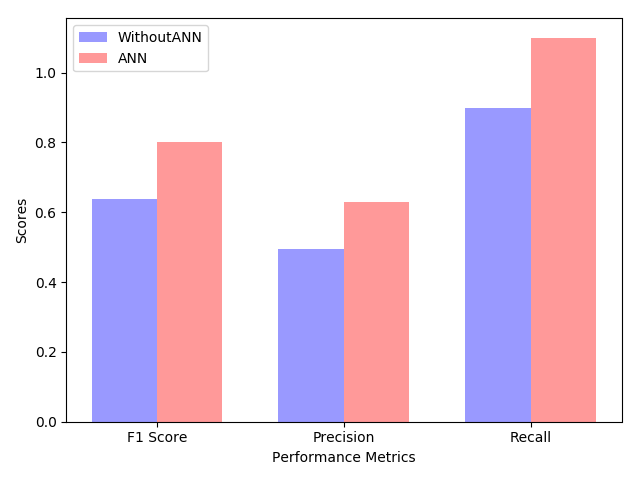 WithoutANN
ANN
1.0
0.8
0.6
0.4
0.2
0.0
Scores
F1 Score
Precision
Recall
Performance Metrics